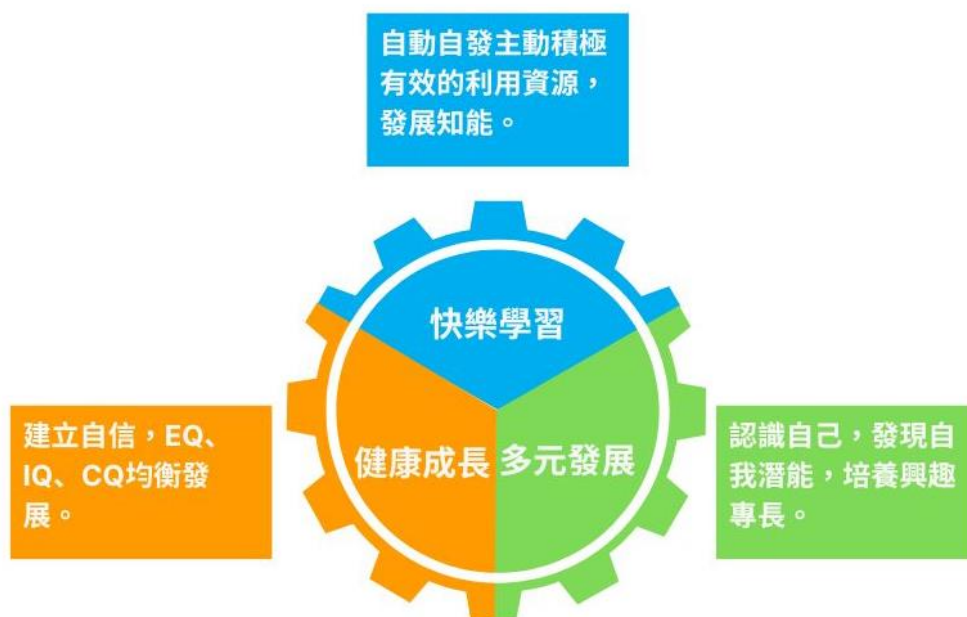 自動自發主動積極
有效的利用資源，
發展知能。
快樂學習
健康成長
多元發展
建立自信，EQ、
IQ、CQ均衡發
展。
認識自己，發現自
我潛能，培養興趣
專長。